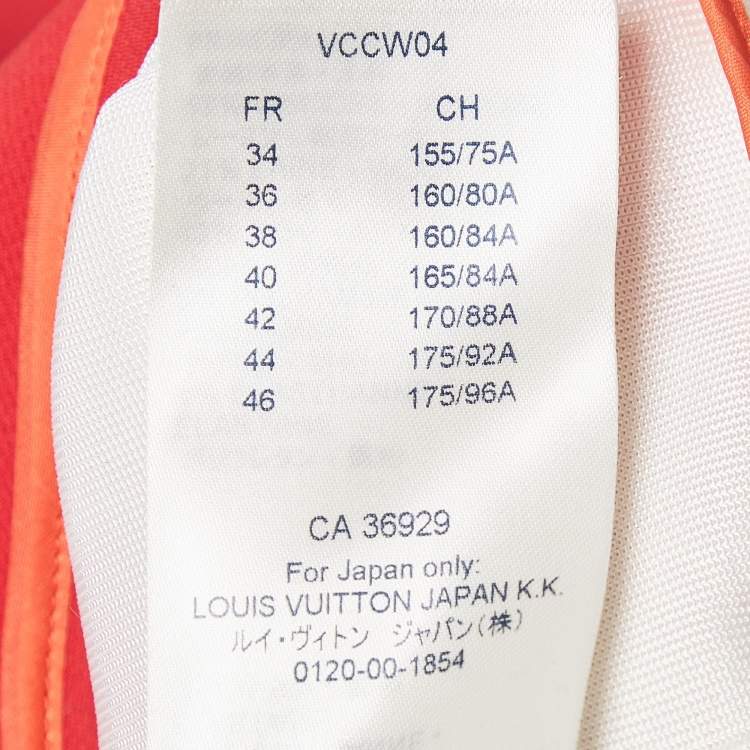 VCCW04
FR CH
34 155/75A
36 160/80A
38 160/84A
40 165/84A
42 170/88A
44 175/92A
46 175/96A
CA 36929
For Japan only:
LOUIS VUITTON JAPAN K.K.
ルイ・ヴィトン ジャパン(株)
0120-00-1854